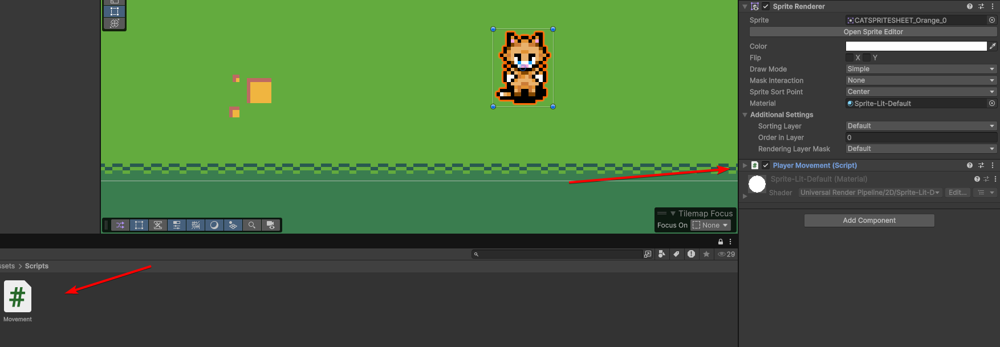 Sprite Renderer
Sprite CATSPRITESHEET_Orange_0
Open Sprite Editor
Color
Flip X Y
Draw Mode Simple
Mask Interaction None
Sprite Sort Point Center
Material Sprite-Lit-Default
Additional Settings
Sorting Layer Default
Order in Layer 0
Rendering Layer Mask Default
# Player Movement (Script)
Sprite-Lit-Default (Material)
Shader Universal Render Pipeline/2D/Sprite-Lit-D Edit...
Add Component
Tilemap Focus
Focus On None
29
ssets > Scripts
#
Movement